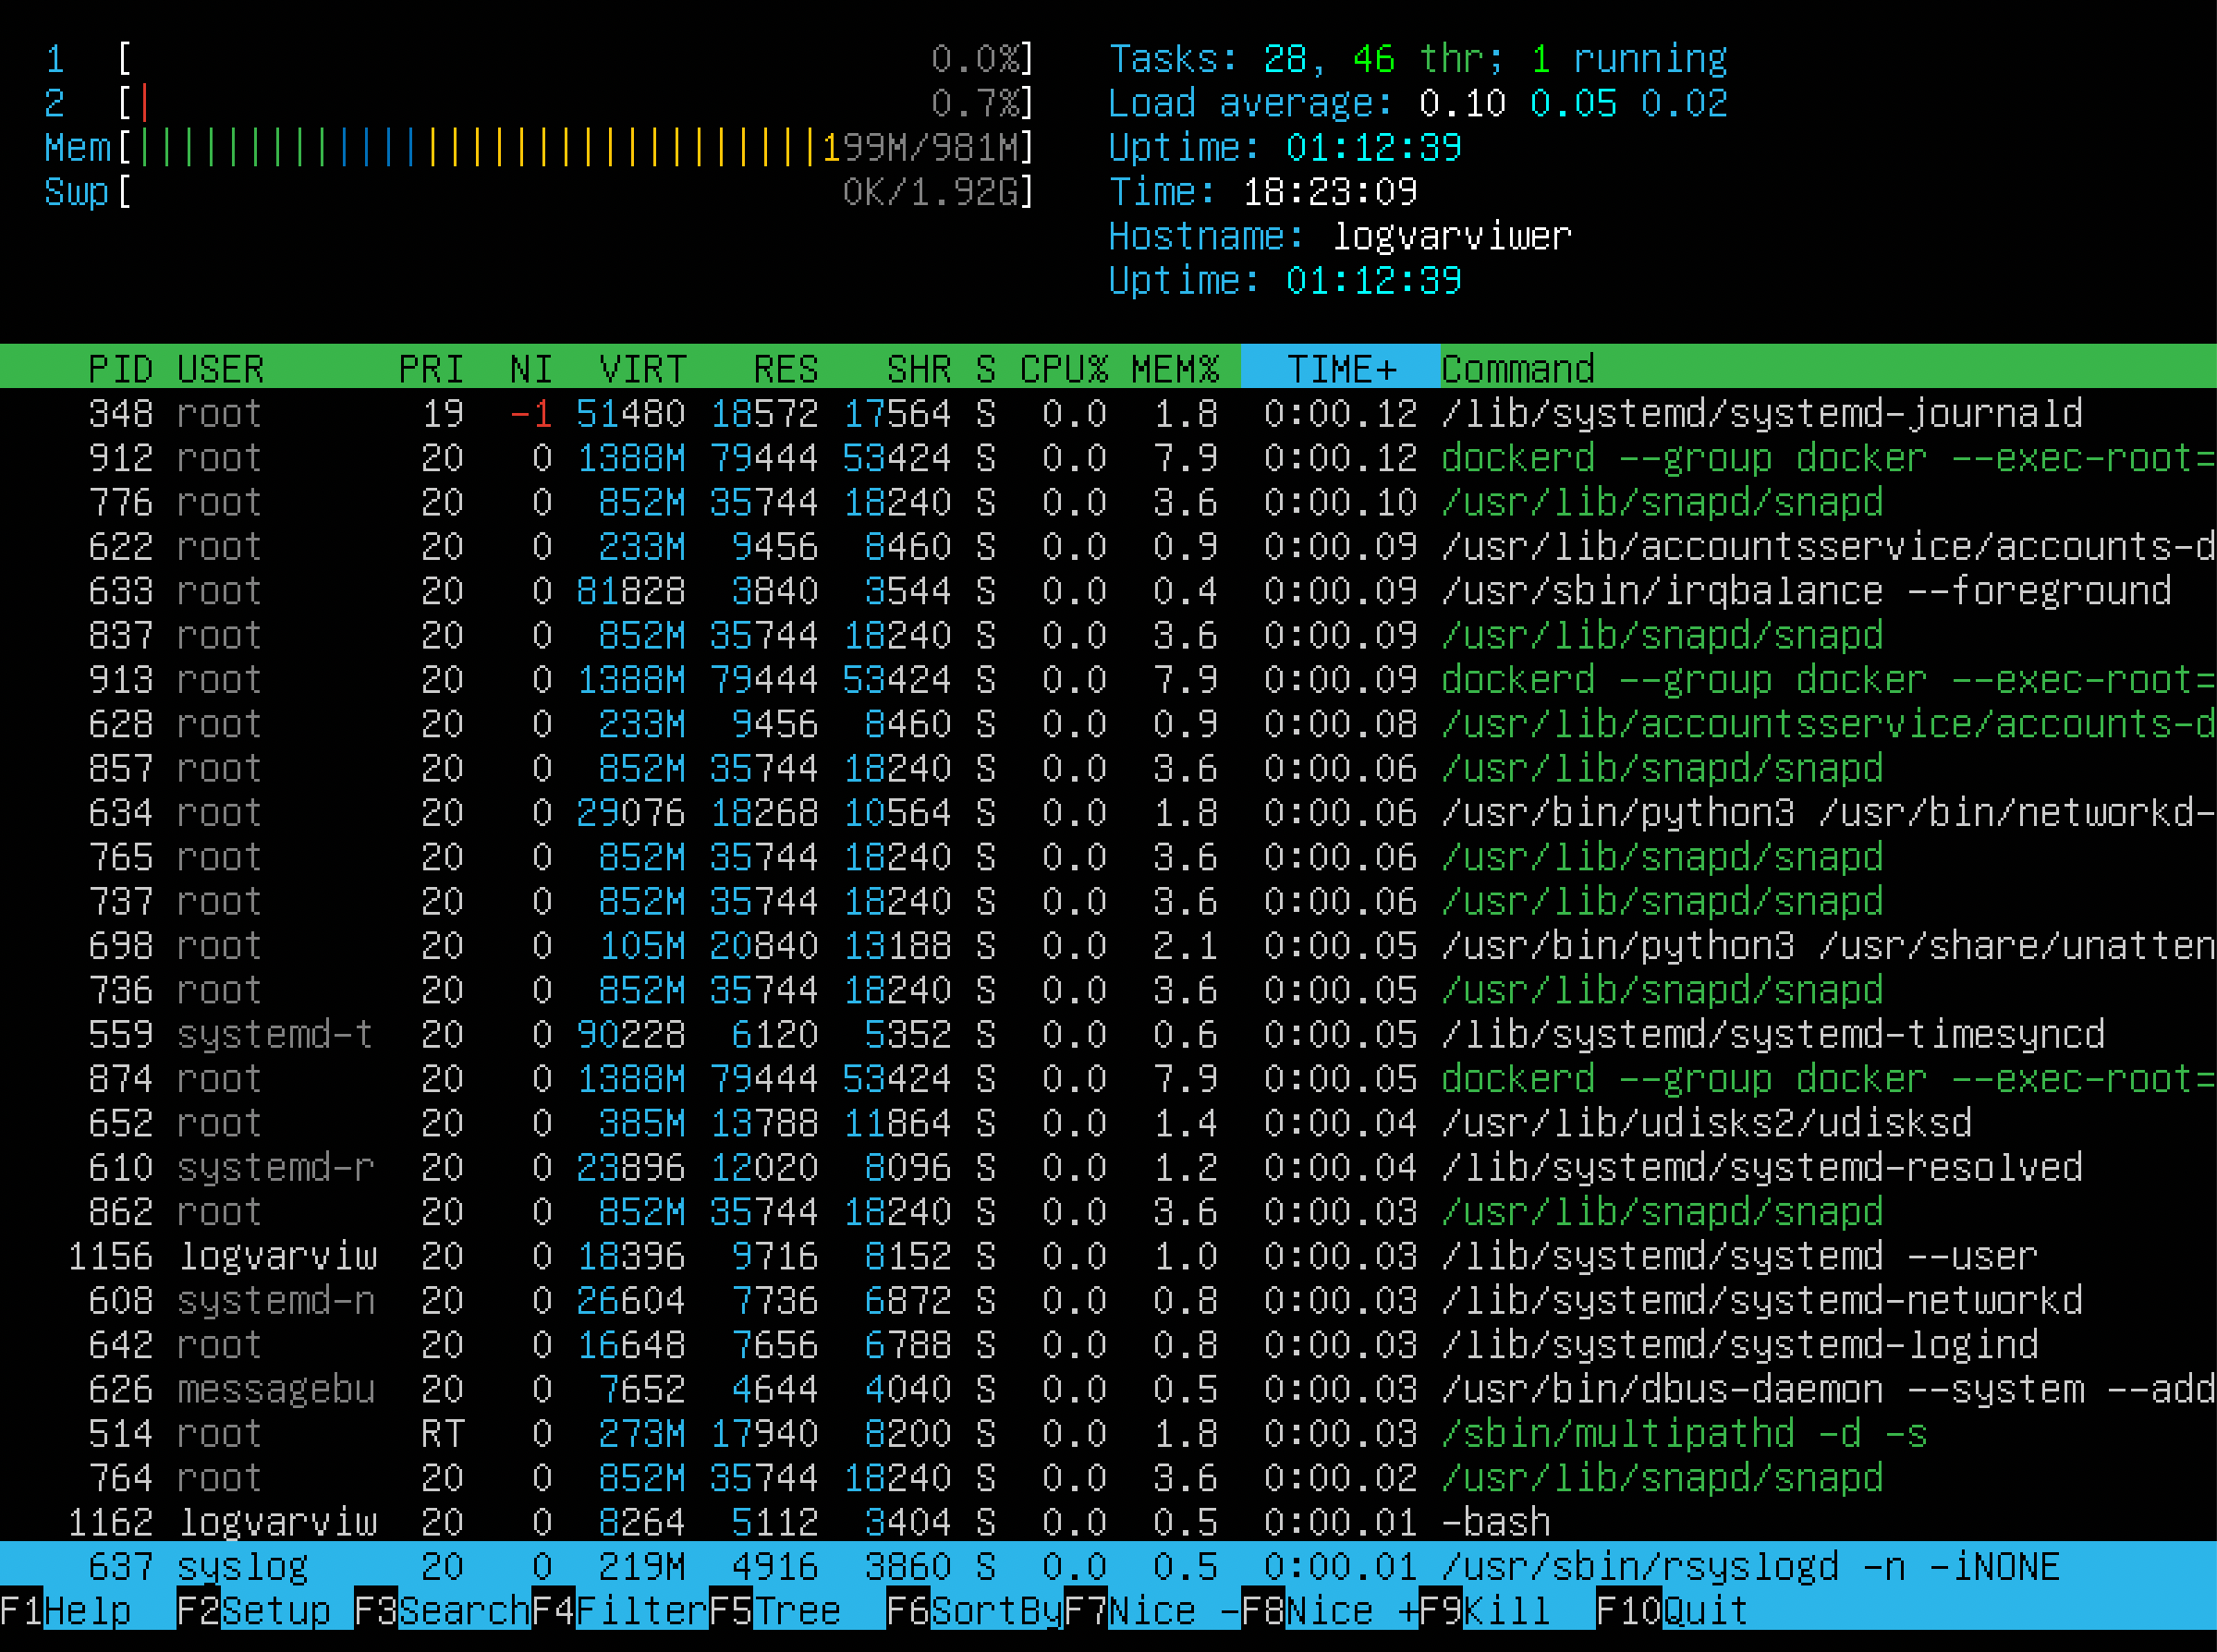 1 [ 0.0%] Tasks: 28, 46 thr; 1 running
2 [| 0.7%] Load average: 0.10 0.05 0.02
Mem[|||||||||||||||||||||||||||||||199M/981M] Uptime: 01:12:39
Swp[ 0K/1.92G] Time: 18:23:09
Hostname: logvarviwer
Uptime: 01:12:39
PID USER PRI NI VIRT RES SHR S CPU% MEM% TIME+ Command
348 root 19 -1 51480 18572 17564 S 0.0 1.8 0:00.12 /lib/systemd/systemd-journald
912 root 20 0 1388M 79444 53424 S 0.0 7.9 0:00.12 dockerd --group docker --exec-root=
776 root 20 0 852M 35744 18240 S 0.0 3.6 0:00.10 /usr/lib/snapd/snapd
622 root 20 0 233M 9456 8460 S 0.0 0.9 0:00.09 /usr/lib/accountsservice/accounts-d
633 root 20 0 81828 3840 3544 S 0.0 0.4 0:00.09 /usr/sbin/irqbalance --foreground
837 root 20 0 852M 35744 18240 S 0.0 3.6 0:00.09 /usr/lib/snapd/snapd
913 root 20 0 1388M 79444 53424 S 0.0 7.9 0:00.09 dockerd --group docker --exec-root=
628 root 20 0 233M 9456 8460 S 0.0 0.9 0:00.08 /usr/lib/accountsservice/accounts-d
857 root 20 0 852M 35744 18240 S 0.0 3.6 0:00.06 /usr/lib/snapd/snapd
634 root 20 0 29076 18268 10564 S 0.0 1.8 0:00.06 /usr/bin/python3 /usr/bin/networkd-
765 root 20 0 852M 35744 18240 S 0.0 3.6 0:00.06 /usr/lib/snapd/snapd
737 root 20 0 852M 35744 18240 S 0.0 3.6 0:00.06 /usr/lib/snapd/snapd
698 root 20 0 105M 20840 13188 S 0.0 2.1 0:00.05 /usr/bin/python3 /usr/share/unatten
736 root 20 0 852M 35744 18240 S 0.0 3.6 0:00.05 /usr/lib/snapd/snapd
559 systemd-t 20 0 90228 6120 5352 S 0.0 0.6 0:00.05 /lib/systemd/systemd-timesyncd
874 root 20 0 1388M 79444 53424 S 0.0 7.9 0:00.05 dockerd --group docker --exec-root=
652 root 20 0 385M 13788 11864 S 0.0 1.4 0:00.04 /usr/lib/udisks2/udisksd
610 systemd-r 20 0 23896 12020 8096 S 0.0 1.2 0:00.04 /lib/systemd/systemd-resolved
862 root 20 0 852M 35744 18240 S 0.0 3.6 0:00.03 /usr/lib/snapd/snapd
1156 logvarviw 20 0 18396 9716 8152 S 0.0 1.0 0:00.03 /lib/systemd/systemd --user
608 systemd-n 20 0 26604 7736 6872 S 0.0 0.8 0:00.03 /lib/systemd/systemd-networkd
642 root 20 0 16648 7656 6788 S 0.0 0.8 0:00.03 /lib/systemd/systemd-logind
626 messagebu 20 0 7652 4644 4040 S 0.0 0.5 0:00.03 /usr/bin/dbus-daemon --system --add
514 root RT 0 273M 17940 8200 S 0.0 1.8 0:00.03 /sbin/multipathd -d -s
764 root 20 0 852M 35744 18240 S 0.0 3.6 0:00.02 /usr/lib/snapd/snapd
1162 logvarviw 20 0 8264 5112 3404 S 0.0 0.5 0:00.01 -bash
637 syslog 20 0 219M 4916 3860 S 0.0 0.5 0:00.01 /usr/sbin/rsyslogd -n -iNONE
F1Help F2Setup F3SearchF4FilterF5Tree F6SortByF7Nice -F8Nice +F9Kill F10Quit